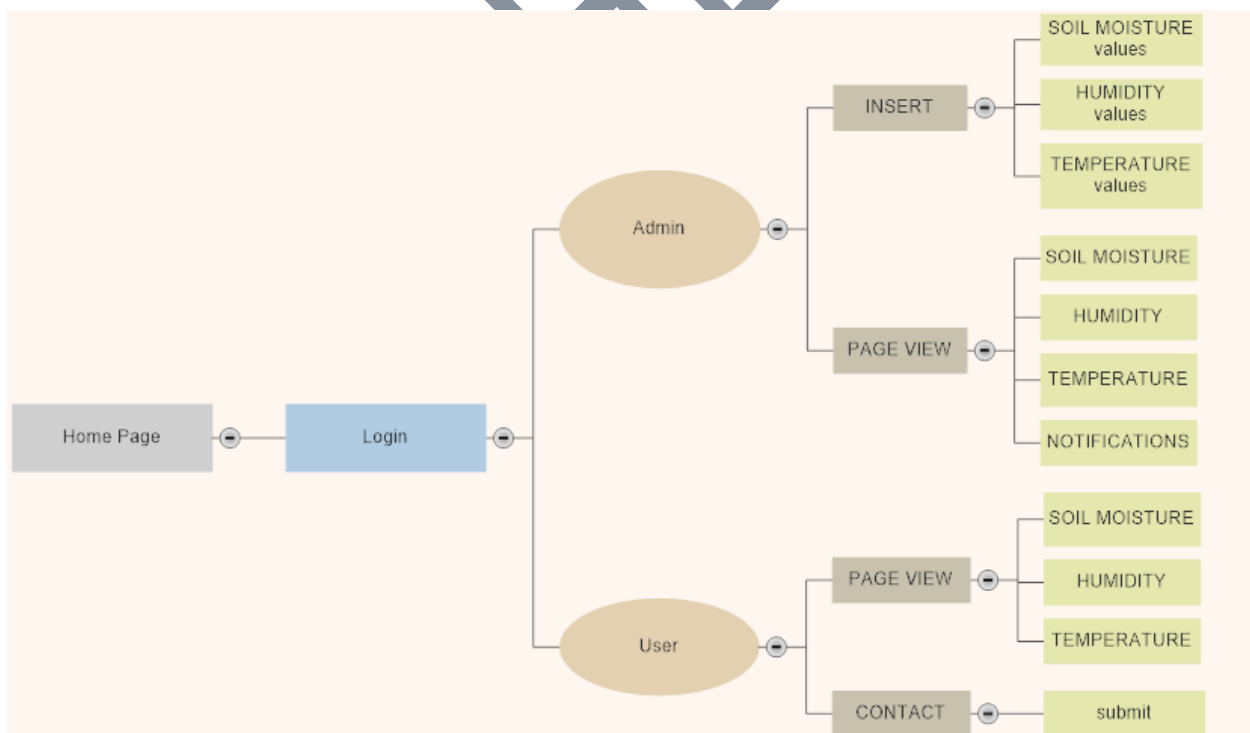 Home Page
Login
Admin
INSERT
SOIL MOISTURE
values
HUMIDITY
values
TEMPERATURE
values
PAGE VIEW
SOIL MOISTURE
HUMIDITY
TEMPERATURE
NOTIFICATIONS
User
PAGE VIEW
SOIL MOISTURE
HUMIDITY
TEMPERATURE
CONTACT
submit